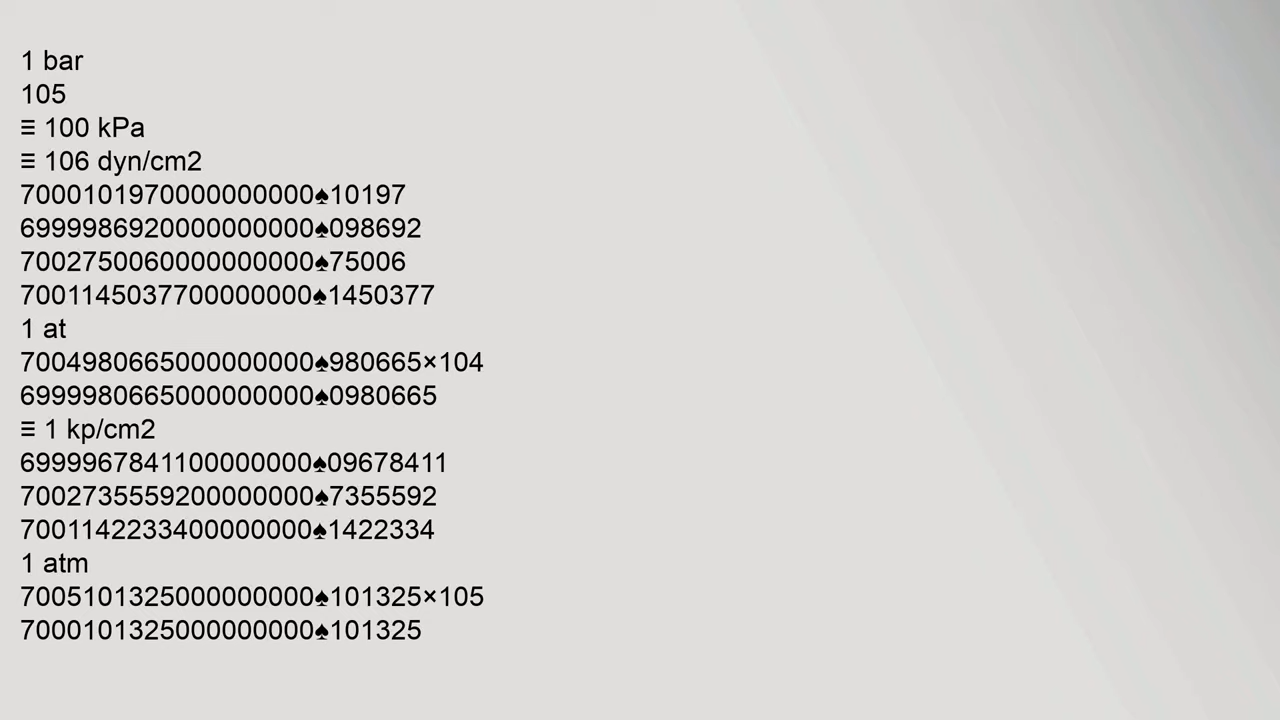 1 bar
105
≡ 100 kPa
≡ 106 dyn/cm2
7000101970000000000♠10197
6999986920000000000♠098692
7002750060000000000♠75006
7001145037700000000♠1450377
1 at
7004980665000000000♠980665×104
6999980665000000000♠0980665
≡ 1 kp/cm2
6999967841100000000♠09678411
7002735559200000000♠7355592
7001142233400000000♠1422334
1 atm
7005101325000000000♠101325×105
7000101325000000000♠101325